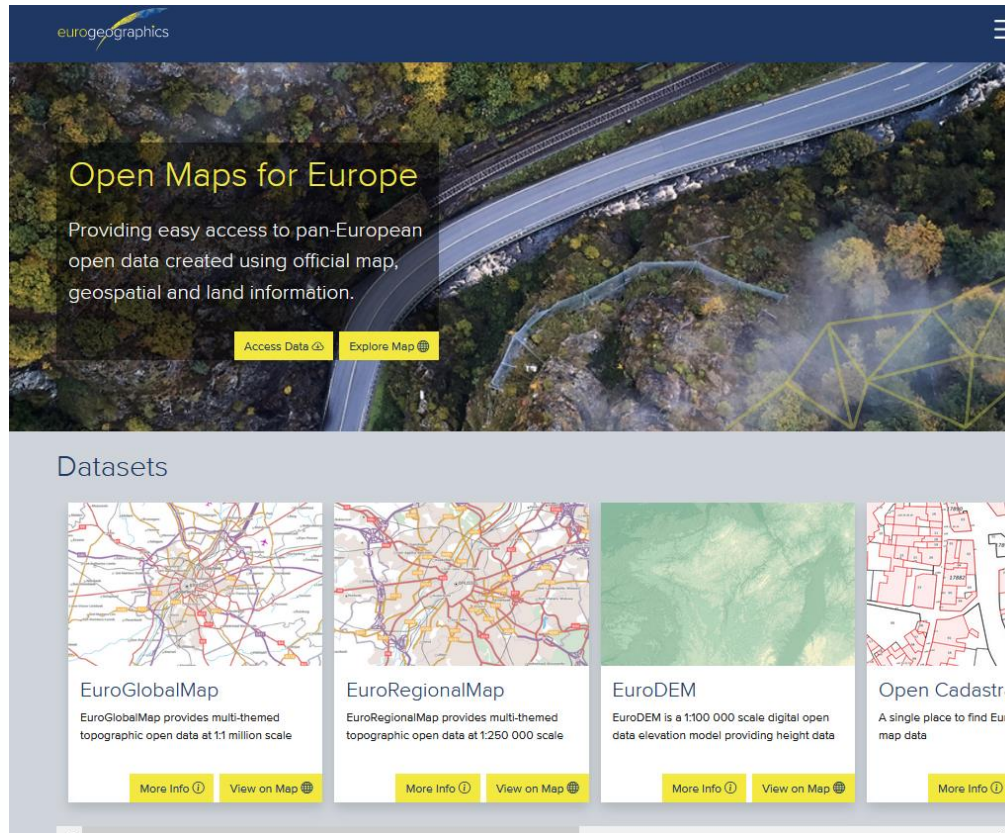 eurogeographics
Open Maps for Europe
Providing easy access to pan-European
open data created using official map,
geospatial and land information.
Access Data
Explore Map
Datasets
EuroGlobalMap
EuroGlobalMap provides multi-themed
topographic open data at 1:1 million scale
More Info
View on Map
EuroRegionalMap
EuroRegionalMap provides multi-themed
topographic open data at 1:250 000 scale
More Info
View on Map
EuroDEM
EuroDEM is a 1:100 000 scale digital open
data elevation model providing height data
More Info
View on Map
17882
Open Cadastr
A single place to find Eur
map data
More Info